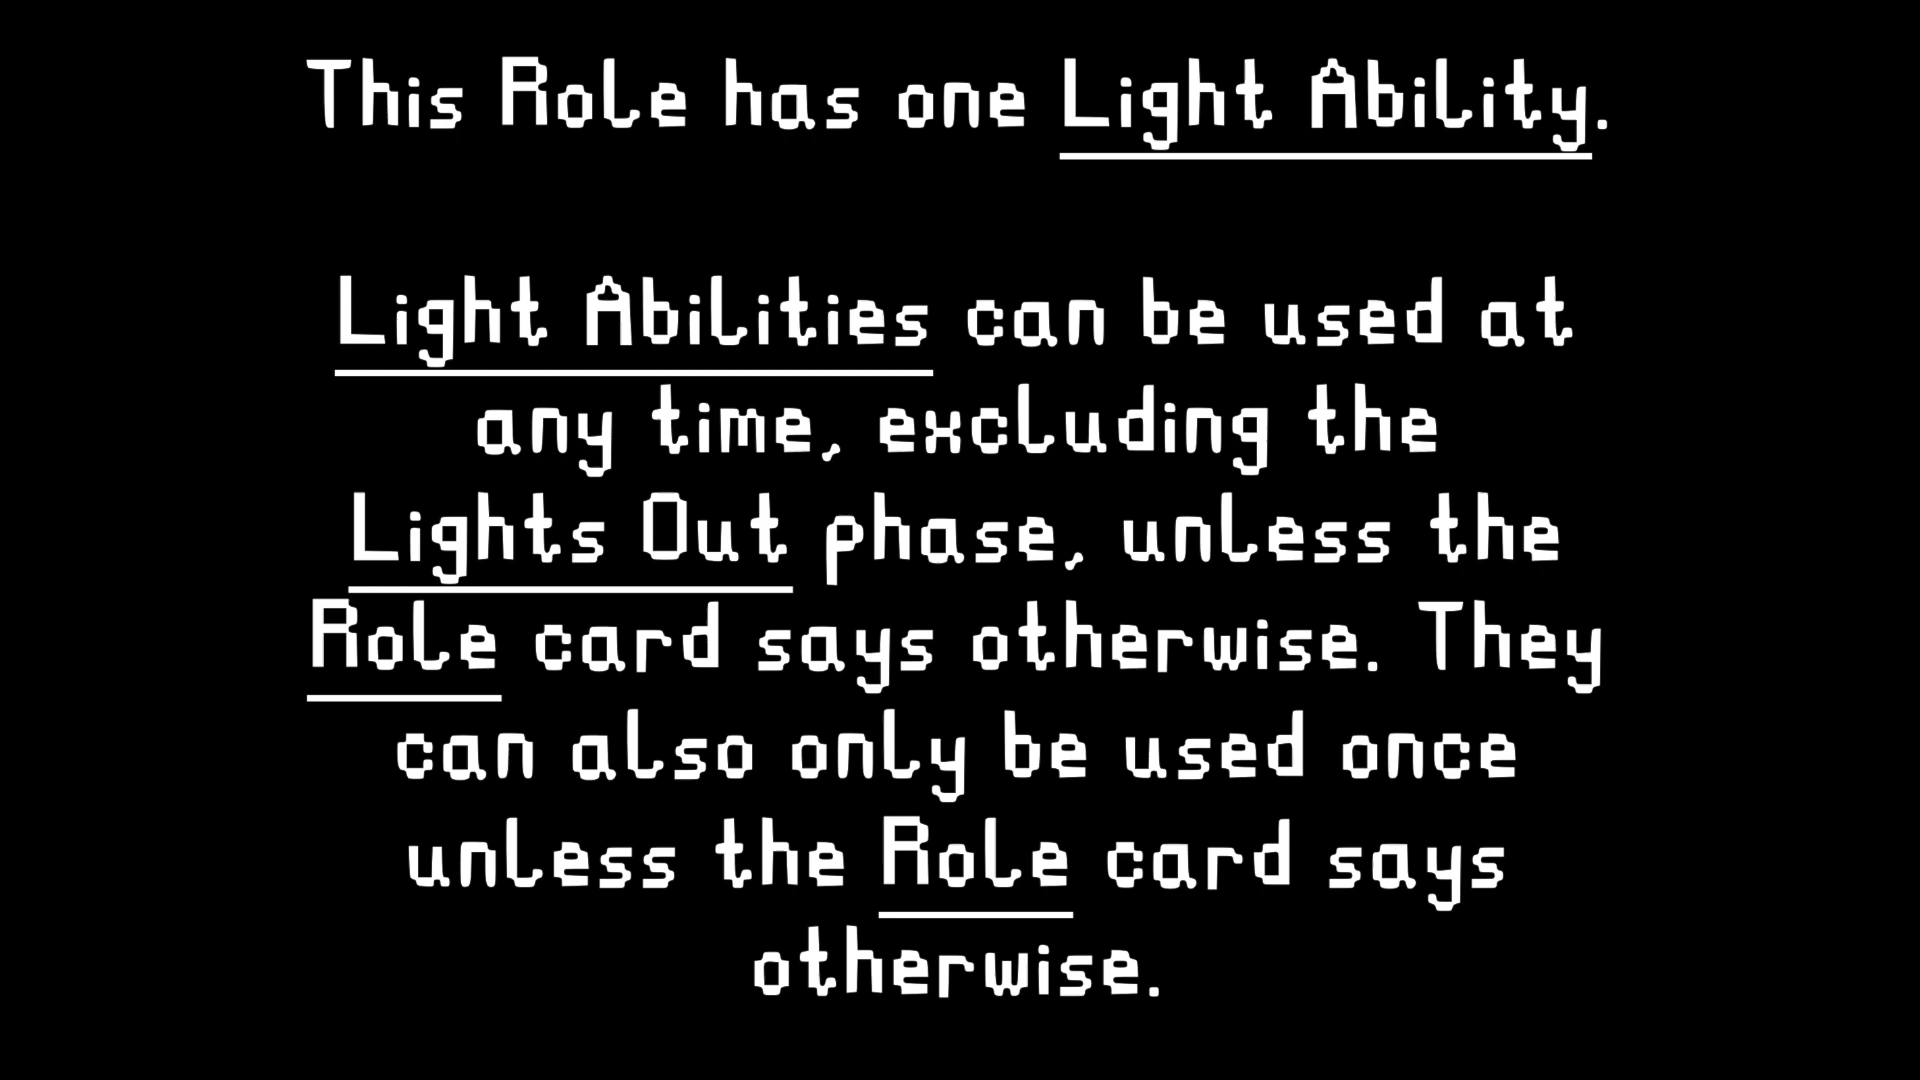 This Role has one Light Ability.
Light Abilities can be used at
any time, excluding the
Lights Out phase, unless the
Role card says otherwise. They
can also only be used once
unless the Role card says
otherwise.